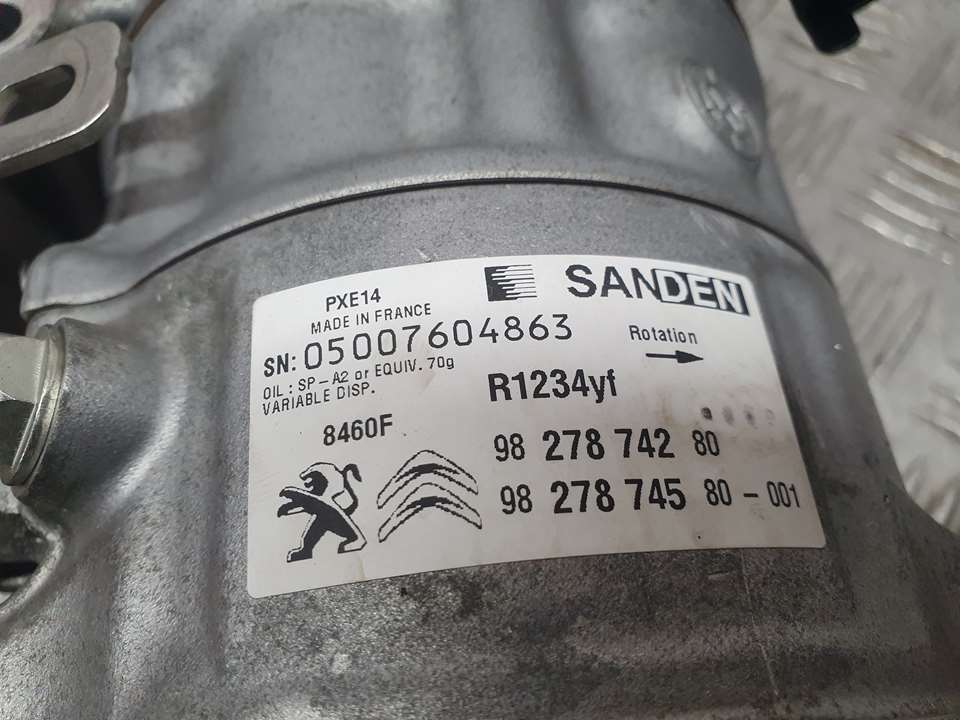 PXE14
MADE IN FRANCE
SANDEN
SN: 05007604863
Rotation
OIL : SP-A2 or EQUIV. 70g
VARIABLE DISP.
R1234yf
8460F
98 278 742 80
98 278 745 80-001